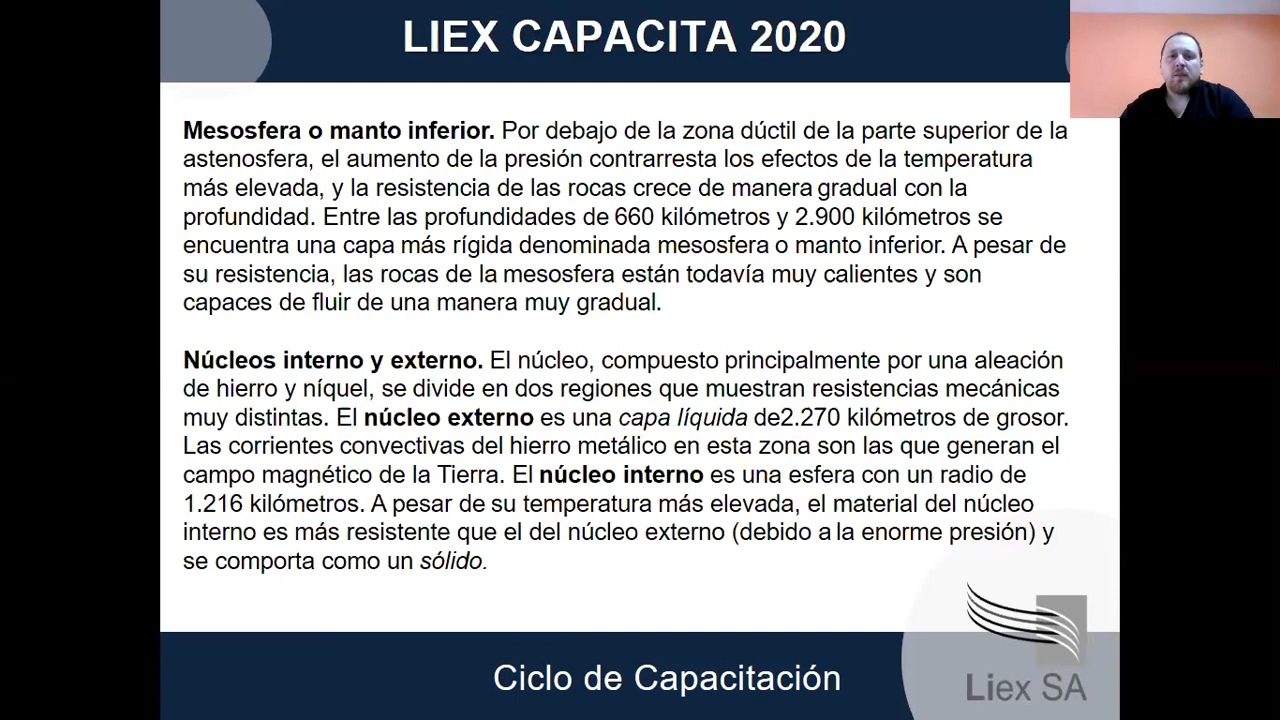 LIEX CAPACITA 2020
Mesosfera o manto inferior. Por debajo de la zona dúctil de la parte superior de la
astenosfera, el aumento de la presión contrarresta los efectos de la temperatura
más elevada, y la resistencia de las rocas crece de manera gradual con la
profundidad. Entre las profundidades de 660 kilómetros y 2.900 kilómetros se
encuentra una capa más rígida denominada mesosfera o manto inferior. A pesar de
su resistencia, las rocas de la mesosfera están todavía muy calientes y son
capaces de fluir de una manera muy gradual.
Núcleos interno y externo. El núcleo, compuesto principalmente por una aleación
de hierro y níquel, se divide en dos regiones que muestran resistencias mecánicas
muy distintas. El núcleo externo es una capa líquida de2.270 kilómetros de grosor.
Las corrientes convectivas del hierro metálico en esta zona son las que generan el
campo magnético de la Tierra. El núcleo interno es una esfera con un radio de
1.216 kilómetros. A pesar de su temperatura más elevada, el material del núcleo
interno es más resistente que el del núcleo externo (debido a la enorme presión) y
se comporta como un sólido.
Ciclo de Capacitación
Liex SA